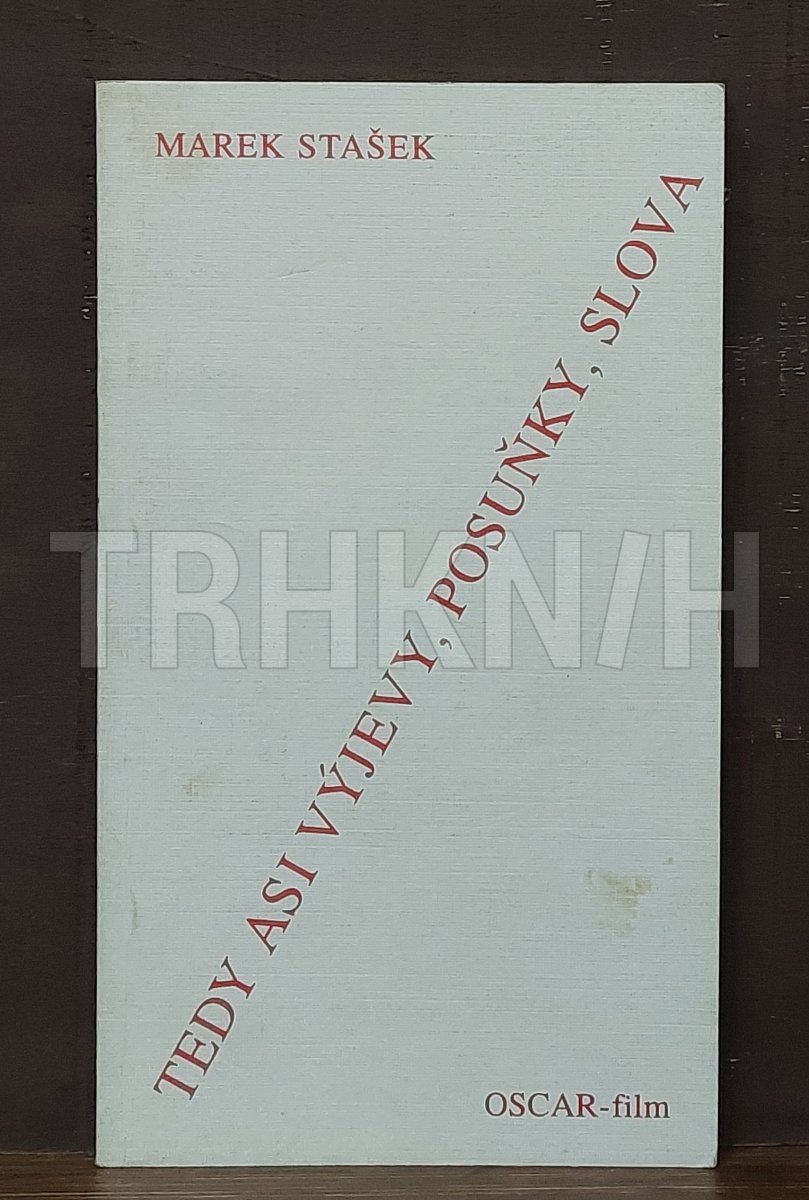 MAREK STAŠEK
TEDY ASI VÝJEVY, POSUŇKY, SLOVA
TRHKNIH
OSCAR-film